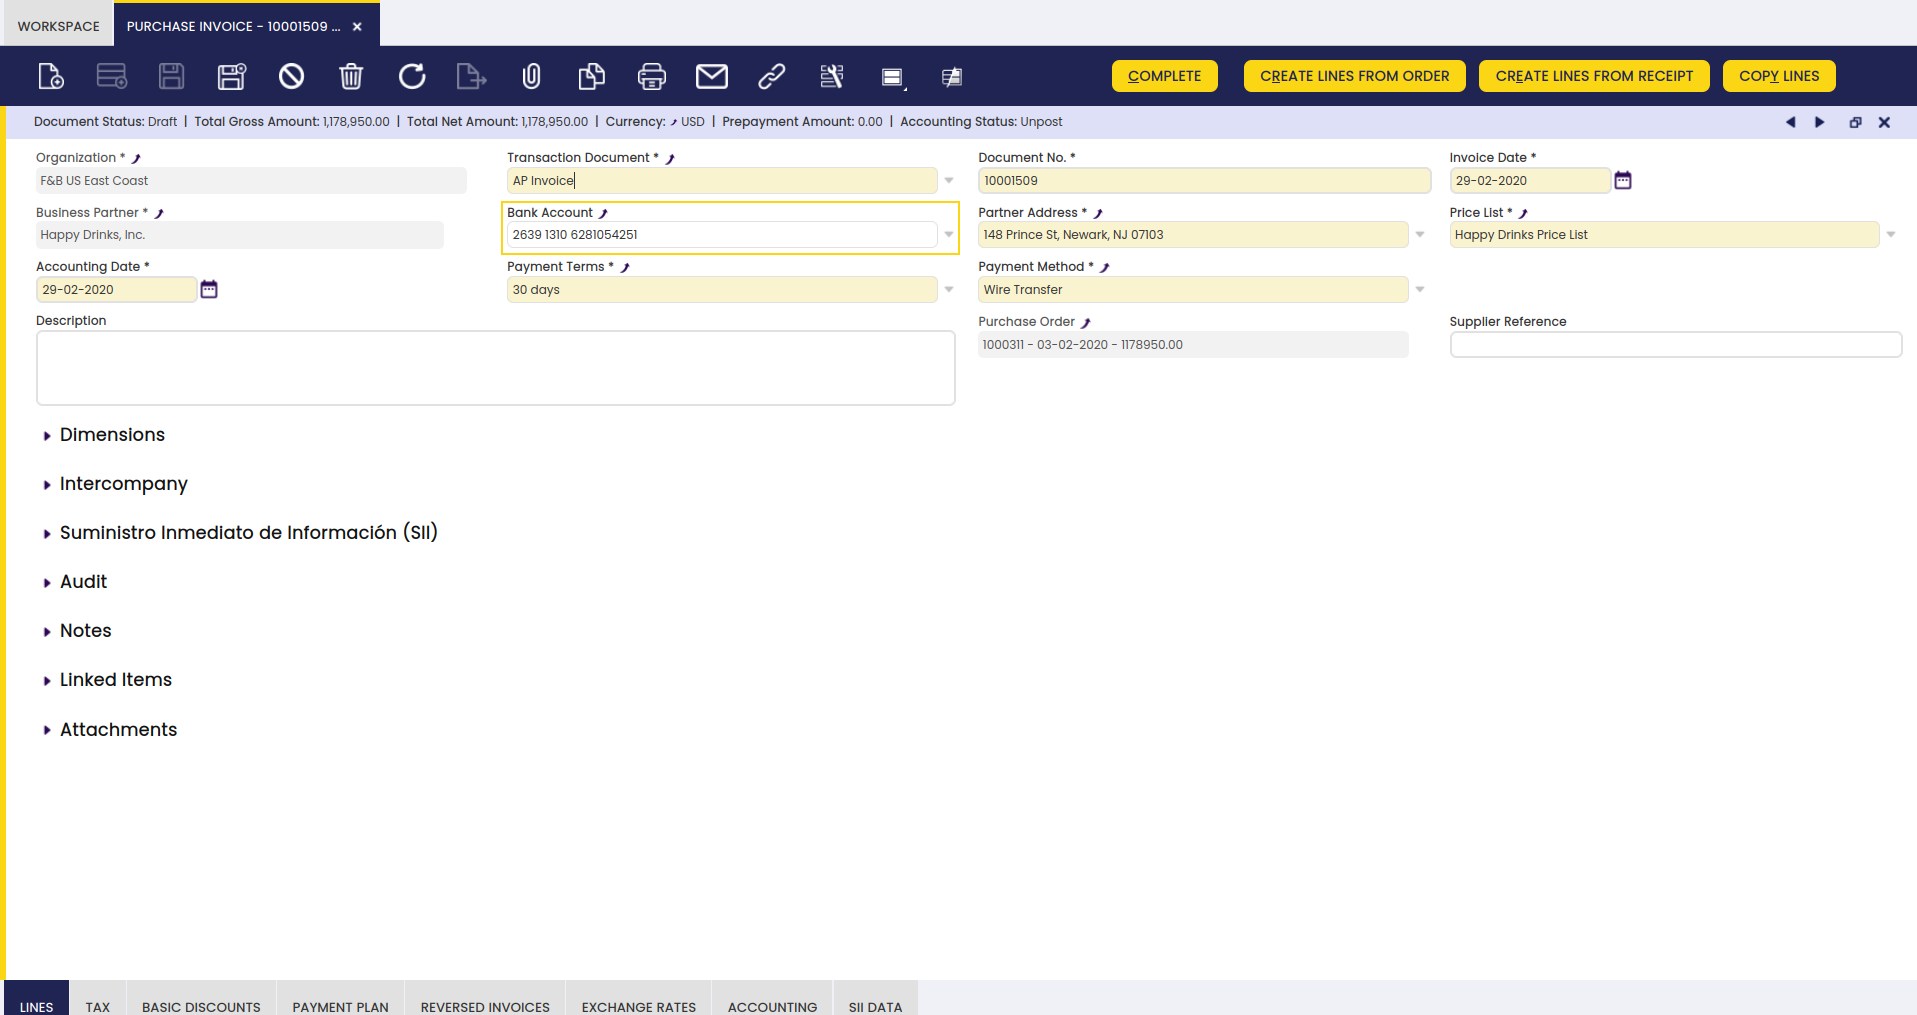 WORKSPACE
PURCHASE INVOICE - 10001509 ...
COMPLETE
CREATE LINES FROM ORDER
CREATE LINES FROM RECEIPT
COPY LINES
Document Status: Draft | Total Gross Amount: 1,178,950.00 | Total Net Amount: 1,178,950.00 | Currency: USD | Prepayment Amount: 0.00 | Accounting Status: Unpost
Organization *
Transaction Document *
Document No. *
Invoice Date *
F&B US East Coast
AP Invoice
10001509
29-02-2020
Business Partner *
Bank Account
Partner Address *
Price List *
Happy Drinks, Inc.
2639 1310 6281054251
148 Prince St, Newark, NJ 07103
Happy Drinks Price List
Accounting Date *
Payment Terms *
Payment Method *
29-02-2020
30 days
Wire Transfer
Description
Purchase Order
Supplier Reference
1000311 - 03-02-2020 - 1178950.00
Dimensions
Intercompany
Suministro Inmediato de Información (SII)
Audit
Notes
Linked Items
Attachments
LINES
TAX
BASIC DISCOUNTS
PAYMENT PLAN
REVERSED INVOICES
EXCHANGE RATES
ACCOUNTING
SII DATA